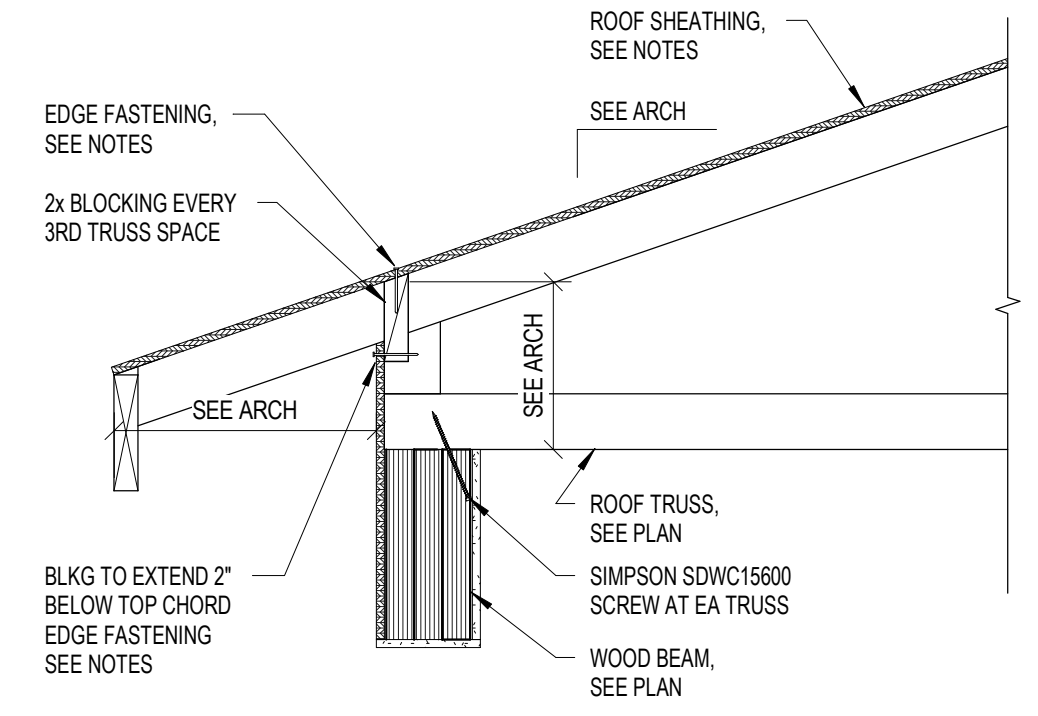 ROOF SHEATHING,
SEE NOTES
SEE ARCH
EDGE FASTENING,
SEE NOTES
2x BLOCKING EVERY
3RD TRUSS SPACE
SEE ARCH
SEE ARCH
BLKG TO EXTEND 2"
BELOW TOP CHORD
EDGE FASTENING
SEE NOTES
ROOF TRUSS,
SEE PLAN
SIMPSON SDWC15600
SCREW AT EA TRUSS
WOOD BEAM,
SEE PLAN